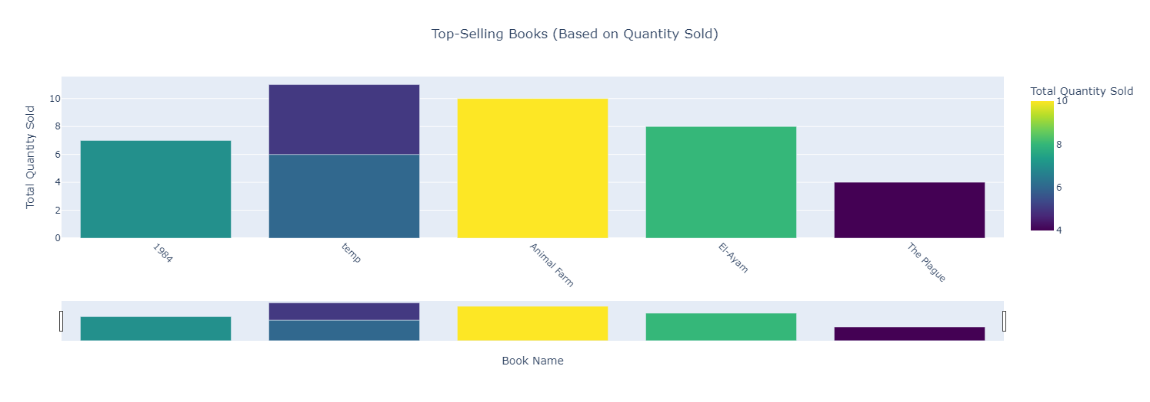 Top-Selling Books (Based on Quantity Sold)
Total Quantity Sold
10
8
6
4
2
0
1984
temp
Animal Farm
El-Ayam
The Plague
Book Name
Total Quantity Sold
10
8
6
4